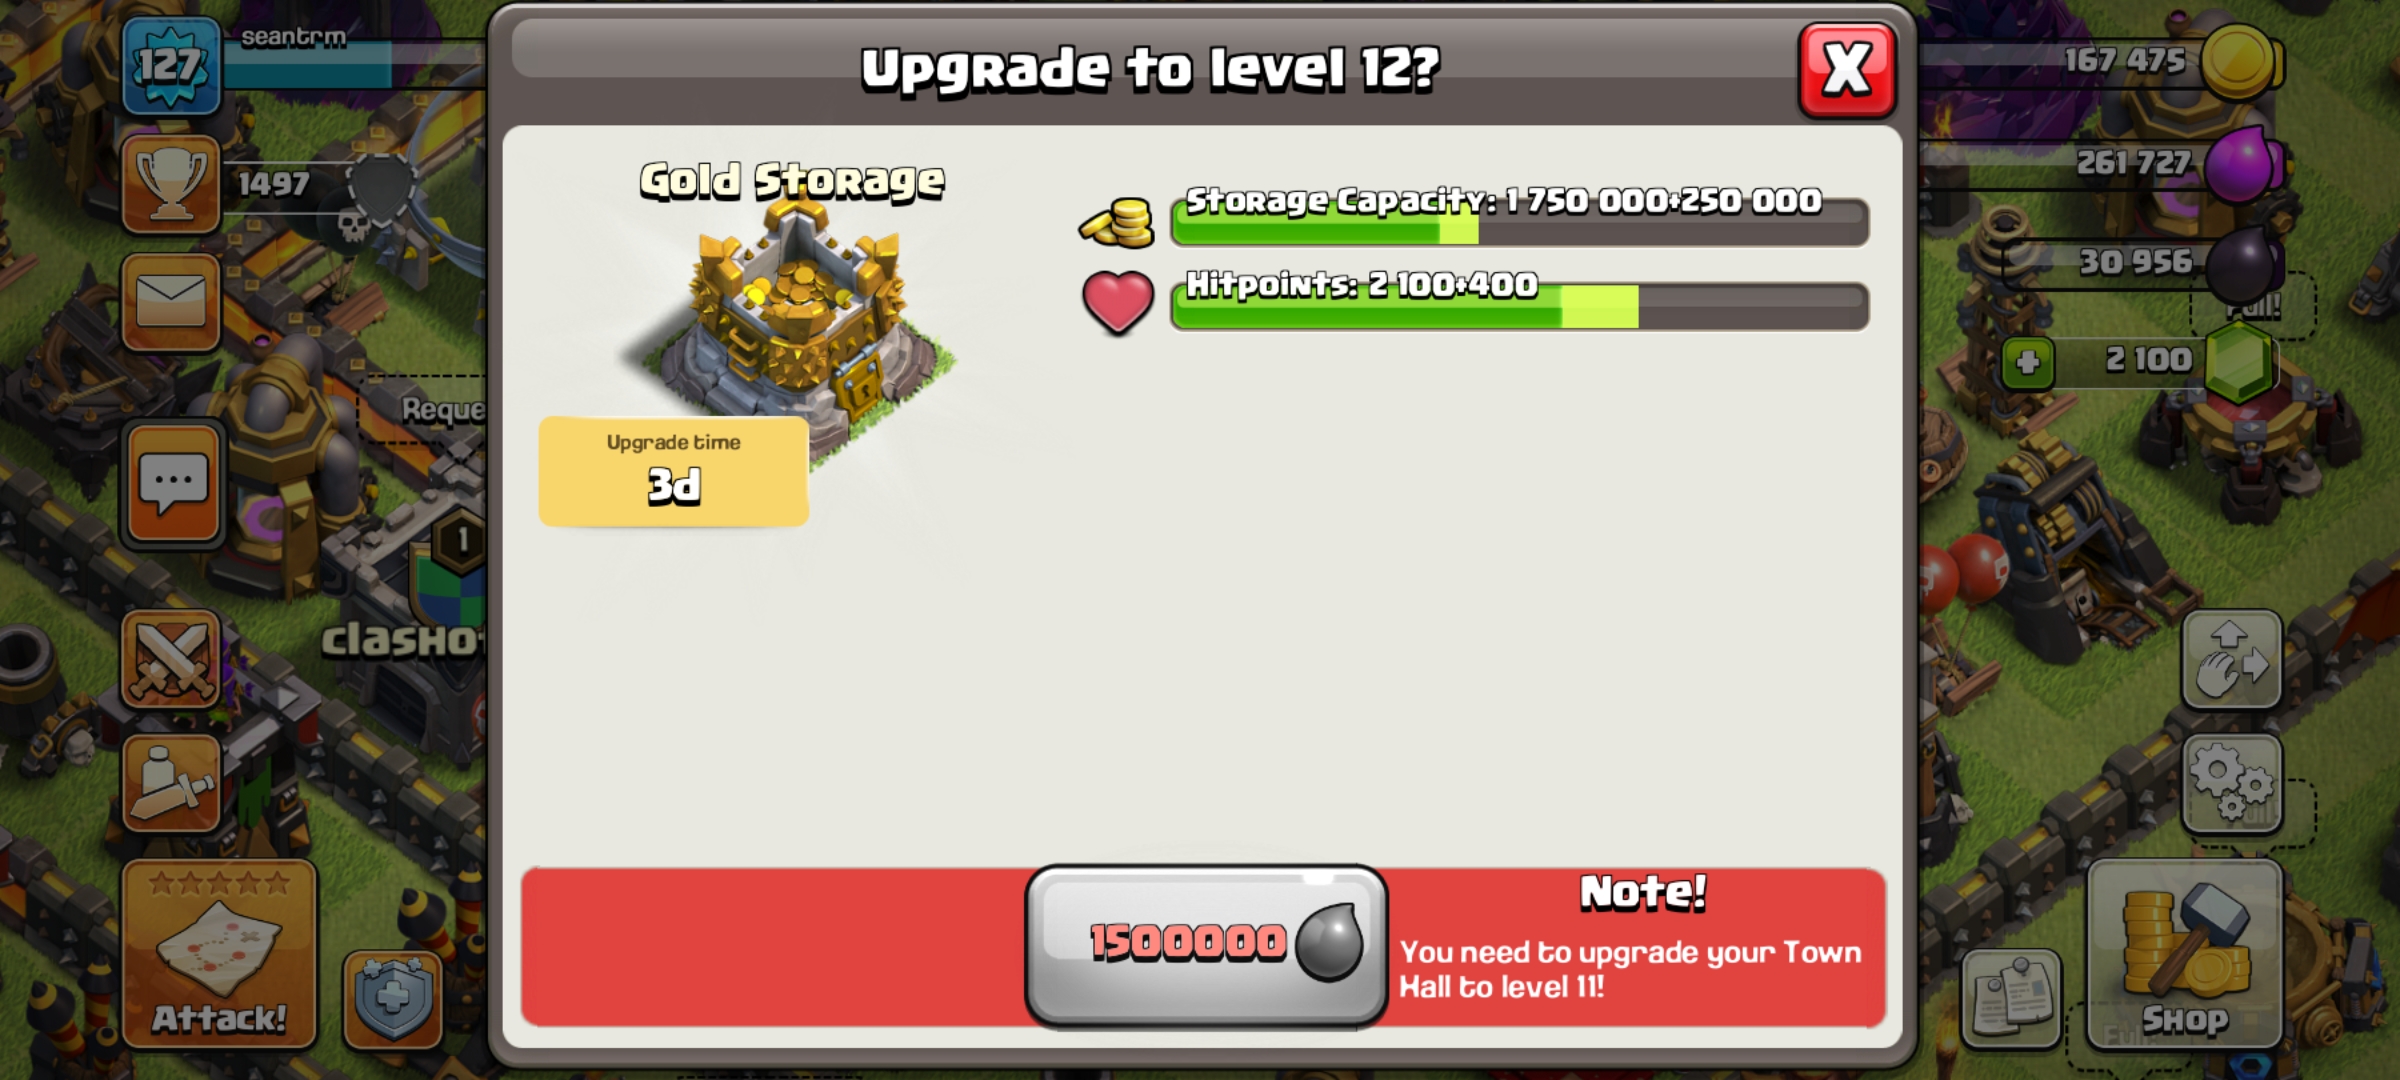 127
seantrm
1497
Reque
1
clasHo
Attack!
Upgrade to level 12?
X
Gold Storage
Upgrade time
3d
Storage Capacity: 1 750 000+250 000
Hitpoints: 2 100+400
1500000
Note!
You need to upgrade your Town
Hall to level 11!
167 475
261 727
30 956
Full!
2 100
Shop